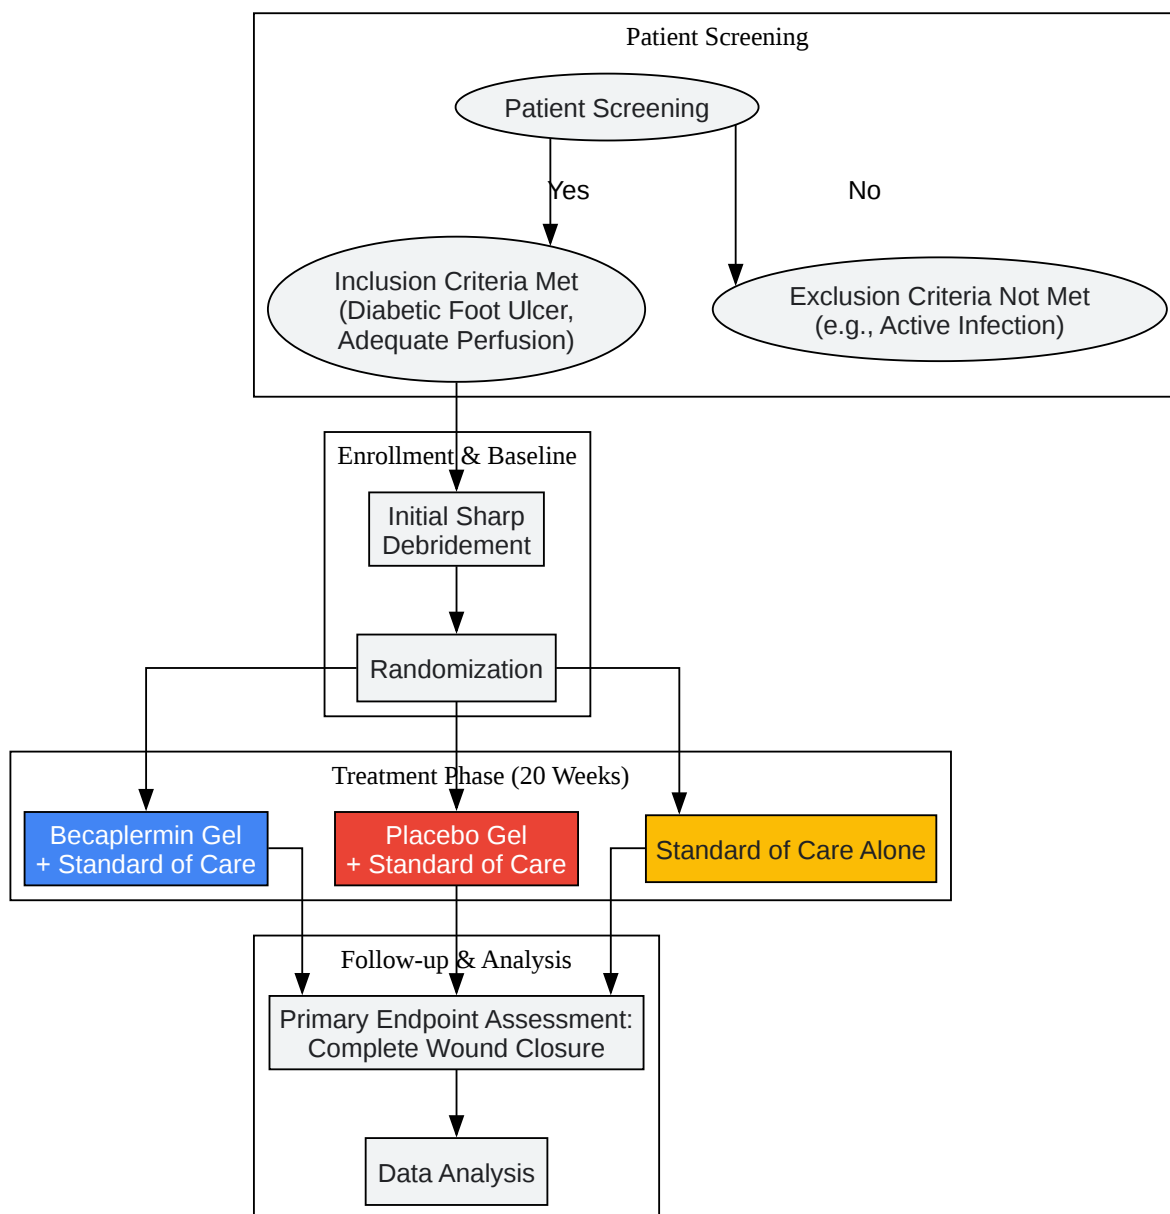 Patient Screening
Patient Screening
Yes
No
Inclusion Criteria Met
(Diabetic Foot Ulcer,
Adequate Perfusion)
Exclusion Criteria Not Met
(e.g., Active Infection)
Enrollment & Baseline
Initial Sharp
Debridement
Randomization
Treatment Phase (20 Weeks)
Becaplermin Gel
+ Standard of Care
Placebo Gel
+ Standard of Care
Standard of Care Alone
Follow-up & Analysis
Primary Endpoint Assessment:
Complete Wound Closure
Data Analysis